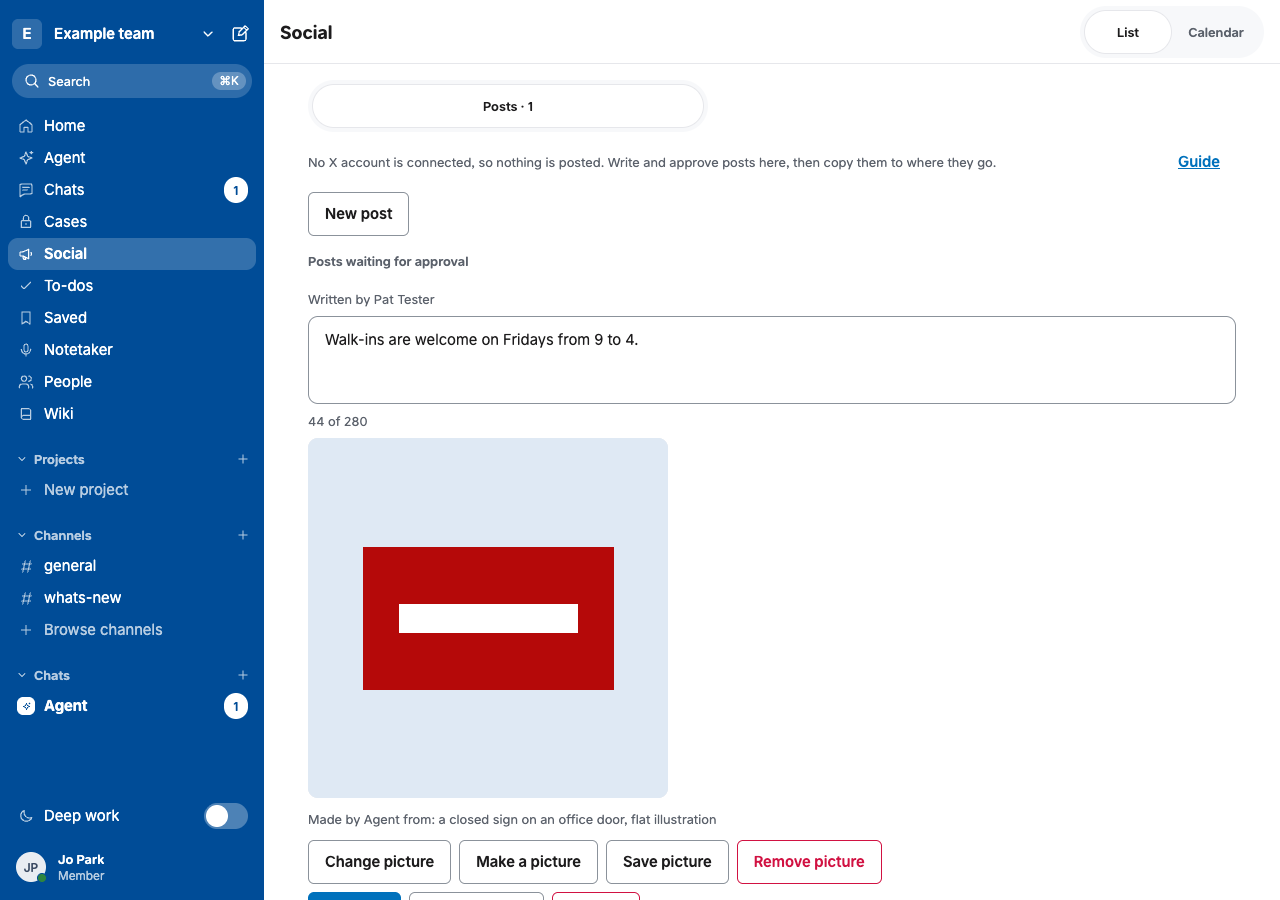 E
Example team
Search
⌘K
Home
Agent
Chats
1
Cases
Social
To-dos
Saved
Notetaker
People
Wiki
Projects
New project
Channels
# general
# whats-new
Browse channels
Chats
Agent
1
Deep work
JP
Jo Park
Member
Social
List
Calendar
Posts · 1
No X account is connected, so nothing is posted. Write and approve posts here, then copy them to where they go.
Guide
New post
Posts waiting for approval
Written by Pat Tester
Walk-ins are welcome on Fridays from 9 to 4.
44 of 280
Made by Agent from: a closed sign on an office door, flat illustration
Change picture
Make a picture
Save picture
Remove picture